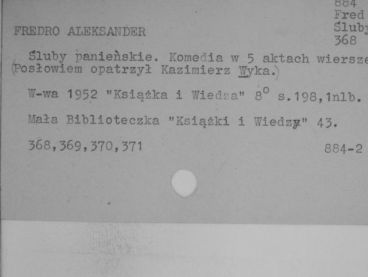 884
Fred
FREDRO ALEKSANDER
Śluby
368
Śluby panieńskie. Komedia w 5 aktach wiersze
(Posłowiem opatrzył Kazimierz Wyka.)
W-wa 1952 "Książka i Wiedza" 8° s.198,1nlb.
Mała Biblioteczka "Książki i Wiedzy" 43.
368,369,370,371 884-2